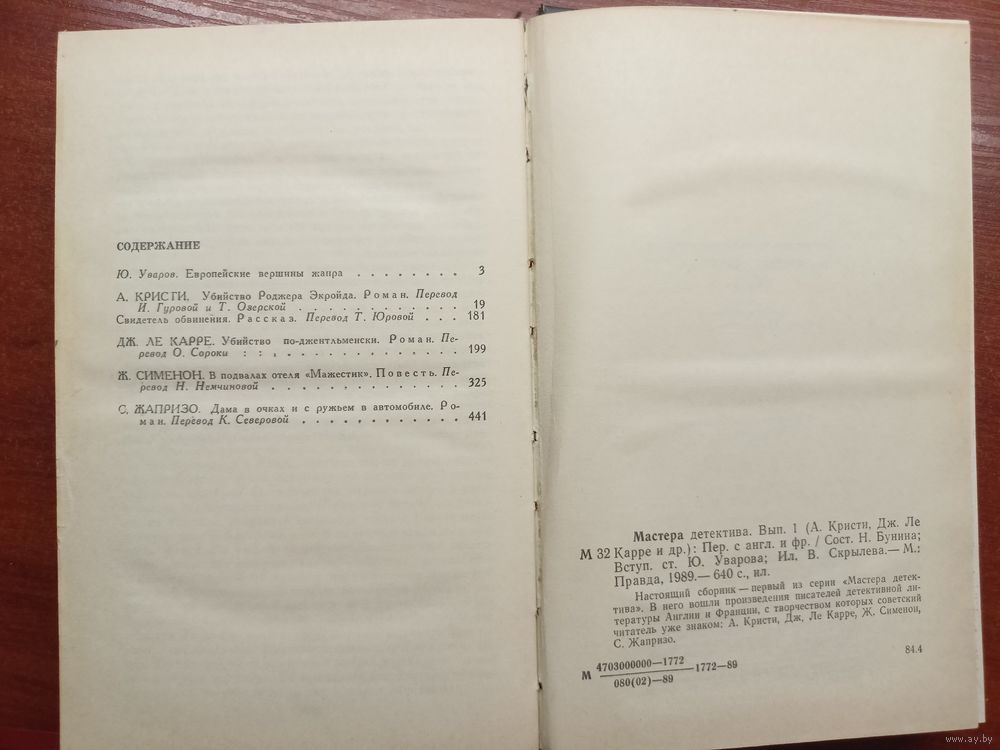 СОДЕРЖАНИЕ
Ю. Уваров. Европейские вершины жанра . . . . . . . . 3
А. КРИСТИ. Убийство Роджера Экройда. Роман. Перевод
И. Гуровой и Т. Озерской . . . . . . . . . . . 19
Свидетель обвинения. Рассказ. Перевод Т. Юровой . . . 181
ДЖ. ЛЕ КАРРЕ. Убийство по-джентльменски. Роман. Пе-
ревод О. Сороки : : , . . . . . . . . . . . . 199
Ж. СИМЕНОН. В подвалах отеля «Мажестик». Повесть. Пе-
ревод Н. Немчиновой . . . . . . . . . . . . . 325
С. ЖАПРИЗО. Дама в очках и с ружьем в автомобиле. Ро-
ман. Перевод К. Северовой . . . . . . . . . . . 441
Мастера детектива. Вып. 1 (А. Кристи, Дж. Ле
М 32 Карре и др.): Пер. с англ. и фр. / Сост. Н. Бунина;
Вступ. ст. Ю. Уварова; Ил. В. Скрылева.— М.:
Правда, 1989.— 640 с., ил.
Настоящий сборник — первый из серии «Мастера детек-
тива». В него вошли произведения писателей детективной ли-
тературы Англии и Франции, с творчеством которых советский
читатель уже знаком: А. Кристи, Дж. Ле Карре, Ж. Сименон,
С. Жапризо.
84.4
М 4703000000—1772
080(02)—89
1772—89
www.ay.by